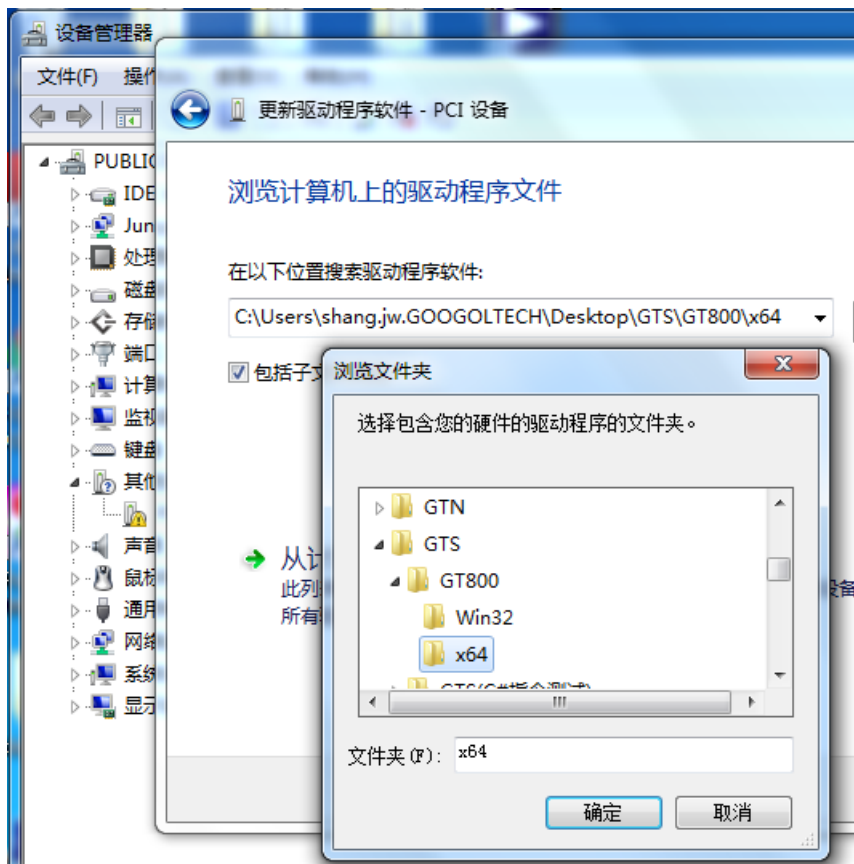 设备管理器
文件(F) 操作
更新驱动程序软件 - PCI 设备
PUBLIC
IDE
Jun
处理
磁盘
存储
端口
计算
监视
键盘
其他
声音
鼠标
通用
网络
系统
显示
浏览计算机上的驱动程序文件
在以下位置搜索驱动程序软件:
C:\Users\shang.jw.GOOGOLTECH\Desktop\GTS\GT800\x64
包括子文
从计
此列
设备
所有
浏览文件夹
选择包含您的硬件的驱动程序的文件夹。
GTN
GTS
GT800
Win32
x64
GTS(C#指令测试)
文件夹(F):
x64
确定
取消